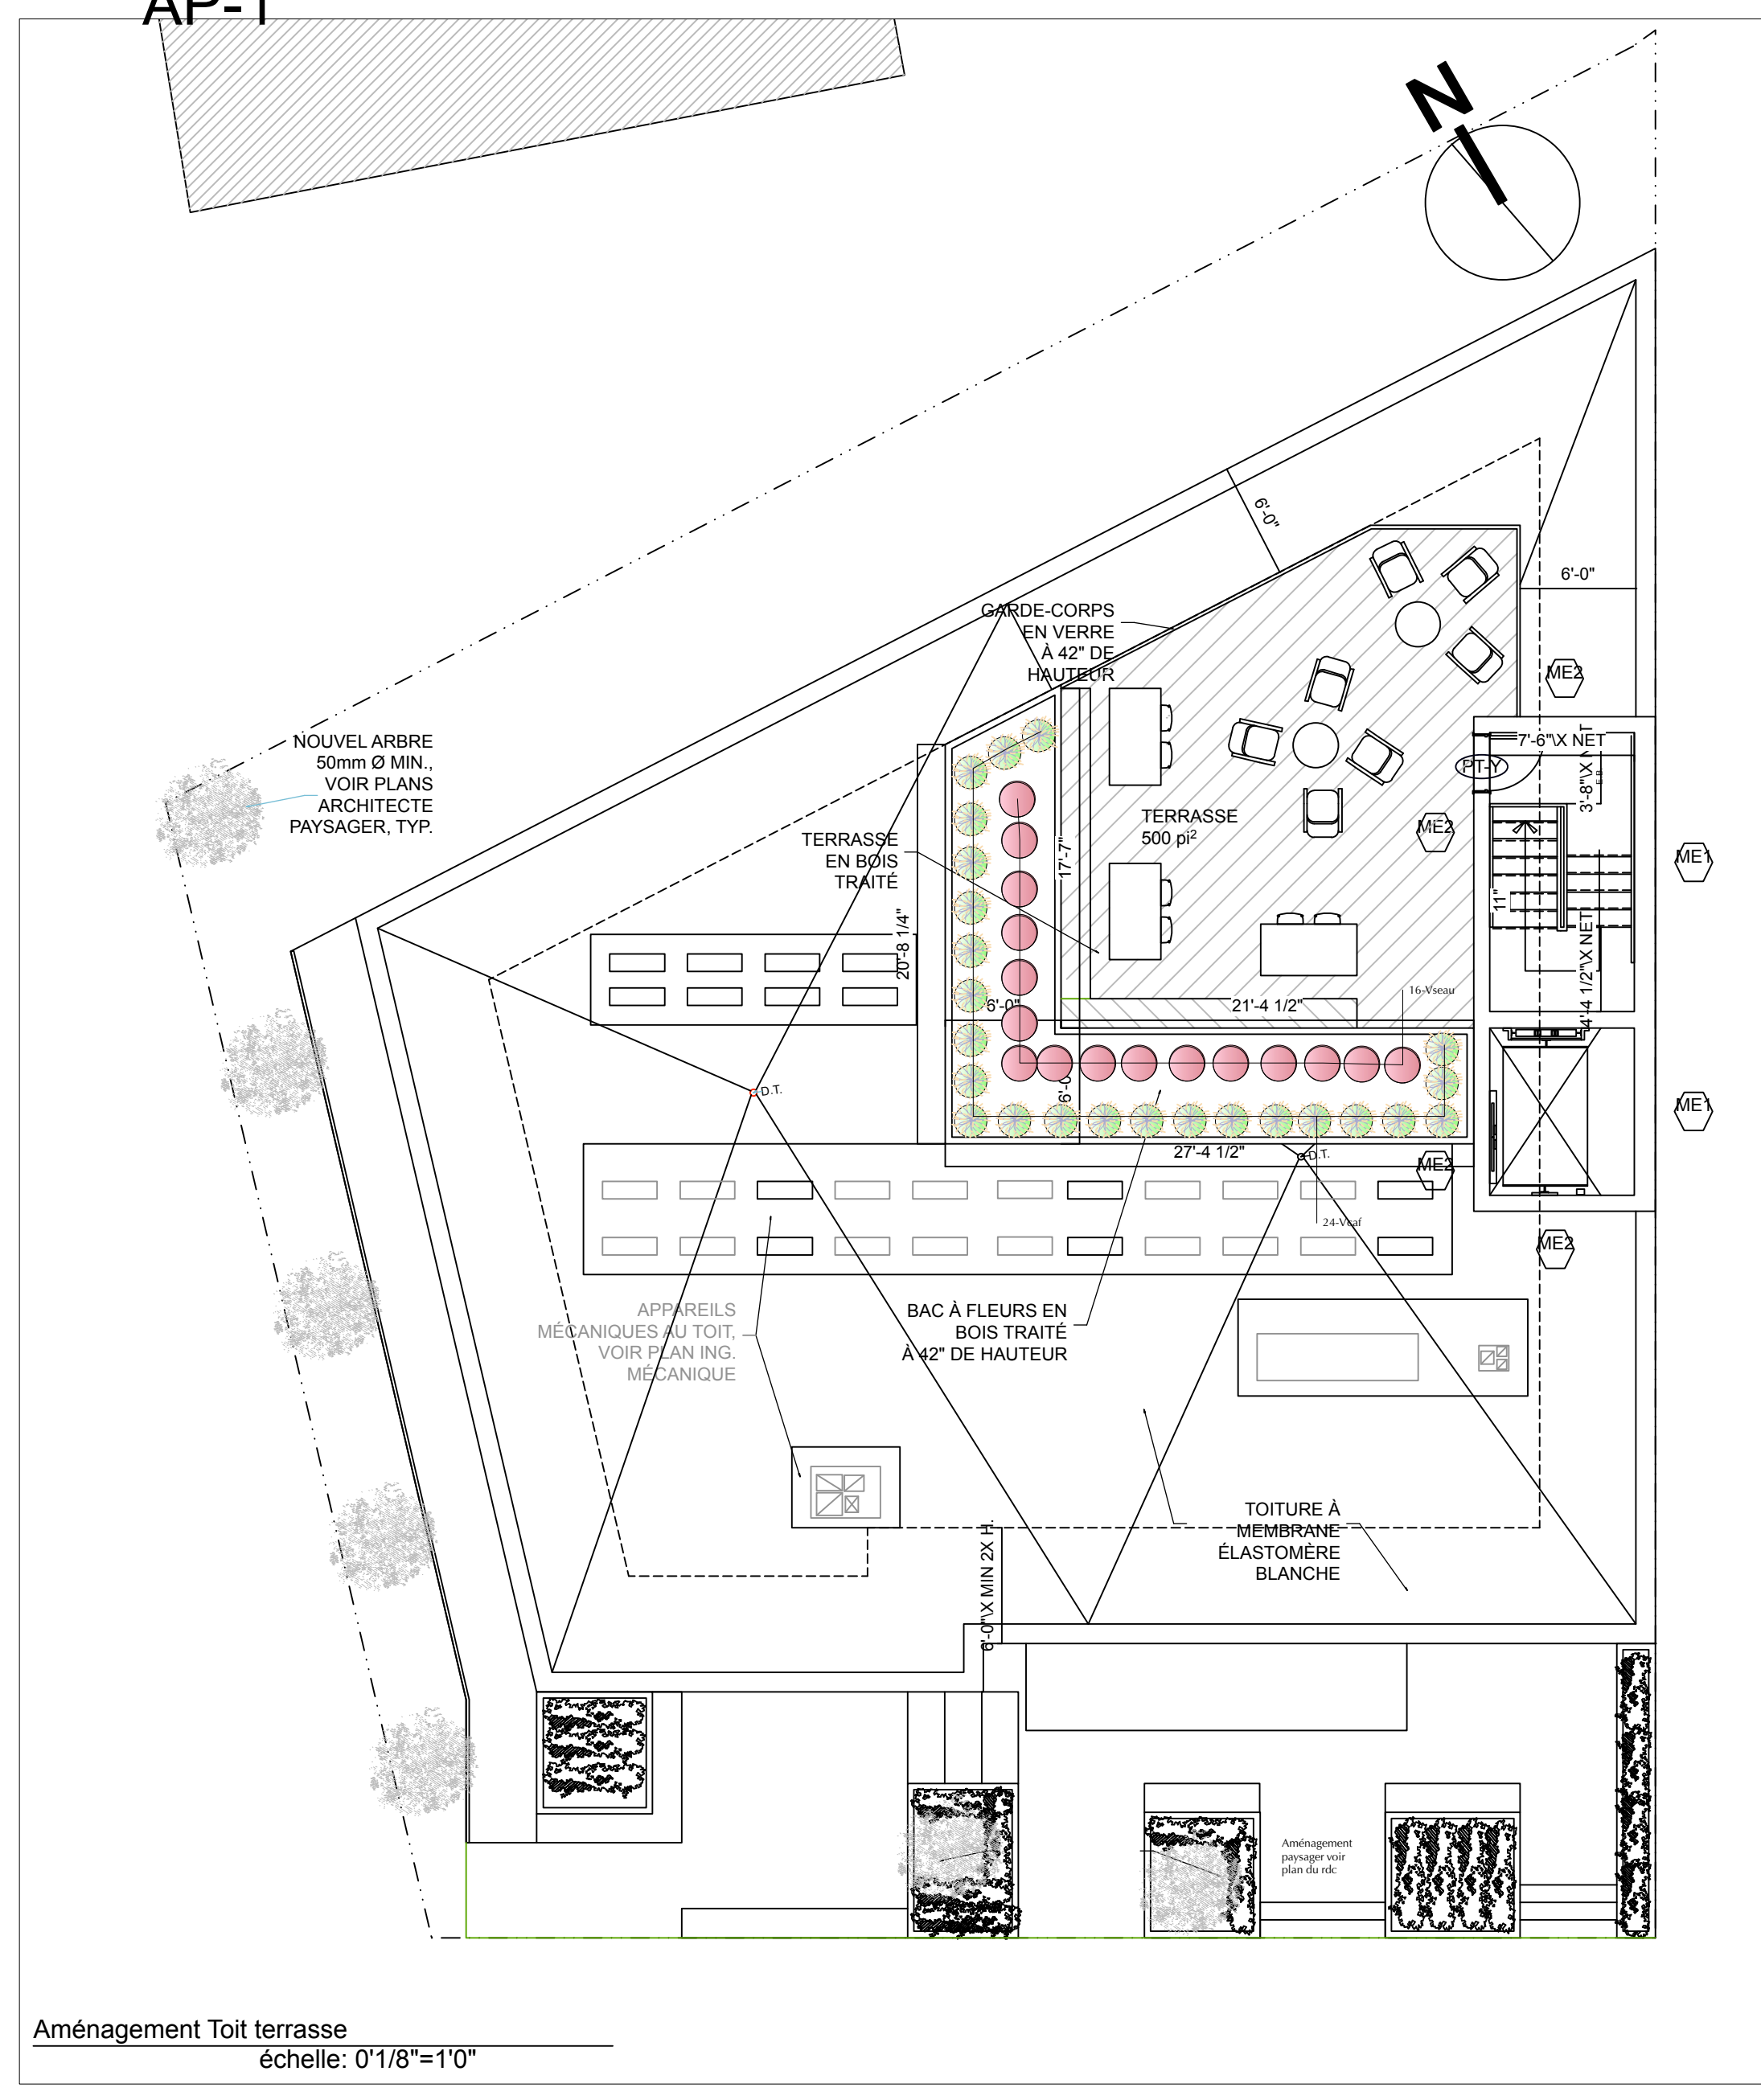 AP-1
N
6'-0"
6'-0"
GARDE-CORPS
EN VERRE
À 42" DE
HAUTEUR
ME2
NOUVEL ARBRE
50mm Ø MIN.,
VOIR PLANS
ARCHITECTE
PAYSAGER, TYP.
7'-6"\X NET
PT-Y
3'-8"\X
TERRASSE
500 pi²
ME2
TERRASSE
EN BOIS
TRAITÉ
17'-7"
ME1
11"
20'-8 1/4"
4'-4 1/2"\X NET
16-Vseau
6'-0"
21'-4 1/2"
D.T.
6'-0
ME1
27'-4 1/2"
D.T.
ME2
24-Vcaf
ME2
APPAREILS
MÉCANIQUES AU TOIT,
VOIR PLAN ING.
MÉCANIQUE
BAC À FLEURS EN
BOIS TRAITÉ
À 42" DE HAUTEUR
TOITURE À
MEMBRANE
ÉLASTOMÈRE
BLANCHE
6'-0"\X MIN 2X H.
Aménagement
paysager voir
plan du rdc
Aménagement Toit terrasse
échelle: 0'1/8"=1'0"